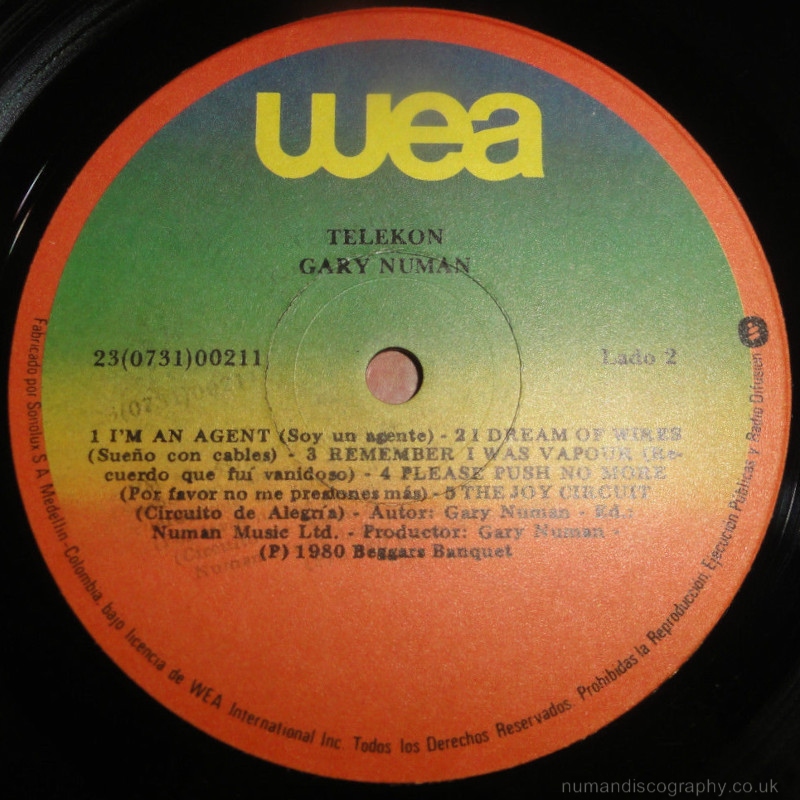 wea
TELEKON
GARY NUMAN
23(0731)00211
Lado 2
1 I'M AN AGENT (Soy un agente) - 2 I DREAM OF WIRES
(Sueño con cables) - 3 REMEMBER I WAS VAPOUR (Re-
cuerdo que fuí vanidoso) - 4 PLEASE PUSH NO MORE
(Por favor no me presiones más) - 5 THE JOY CIRCUIT
(Circuito de Alegría) - Autor: Gary Numan - Ed.:
Numan Music Ltd. - Productor: Gary Numan -
(P) 1980 Beggars Banquet
Fabricado por Sonolux S A Medellin-Colombia, bajo licencia de WEA International Inc. Todos los Derechos Reservados. Prohibidas la Reproducción, Ejecución Públicas y Radio Difusión
numandiscography.co.uk